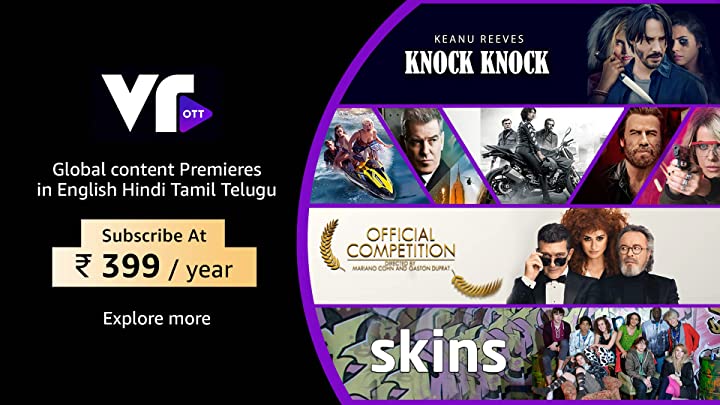 vr
OTT
Global content Premieres
in English Hindi Tamil Telugu
Subscribe At
₹ 399 / year
Explore more
KEANU REEVES
KNOCK KNOCK
OFFICIAL
COMPETITION
DIRECTED BY
MARIANO COHN AND GASTON DUPRAT
skins